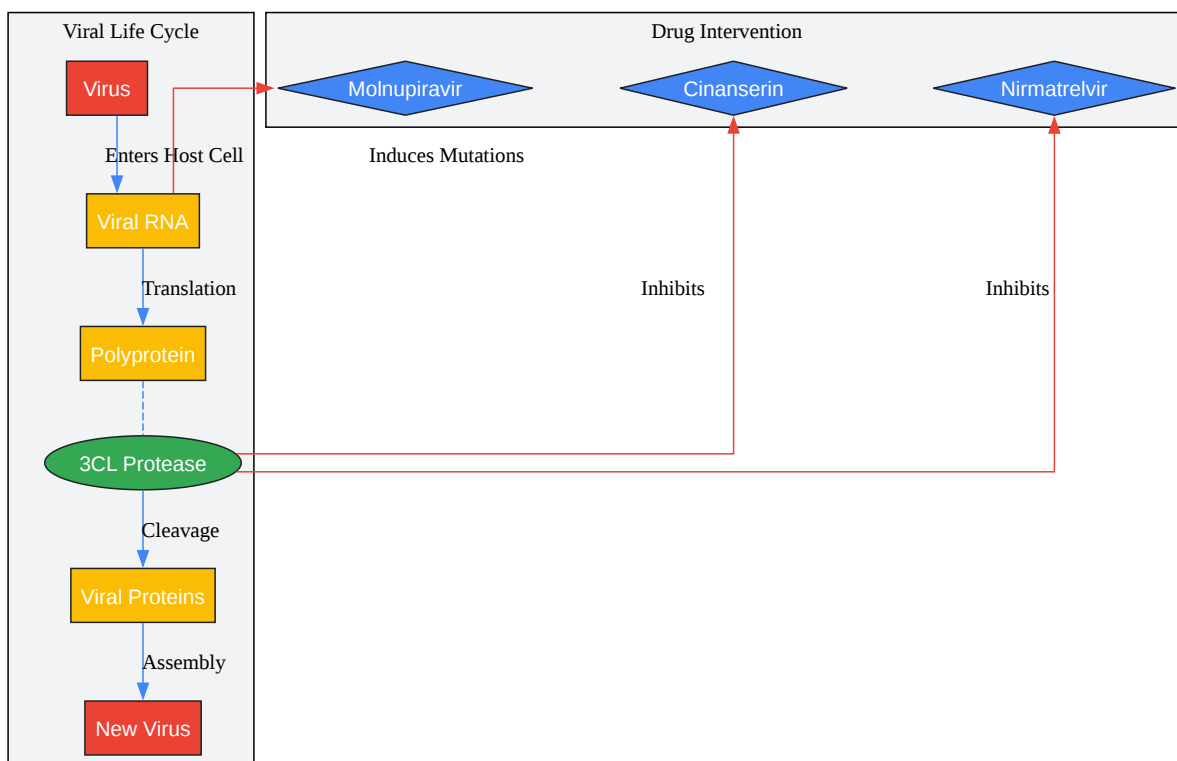 Viral Life Cycle
Drug Intervention
Virus
Molnupiravir
Cinanserin
Nirmatrelvir
Enters Host Cell
Induces Mutations
Viral RNA
Translation
Inhibits
Inhibits
Polyprotein
3CL Protease
Cleavage
Viral Proteins
Assembly
New Virus